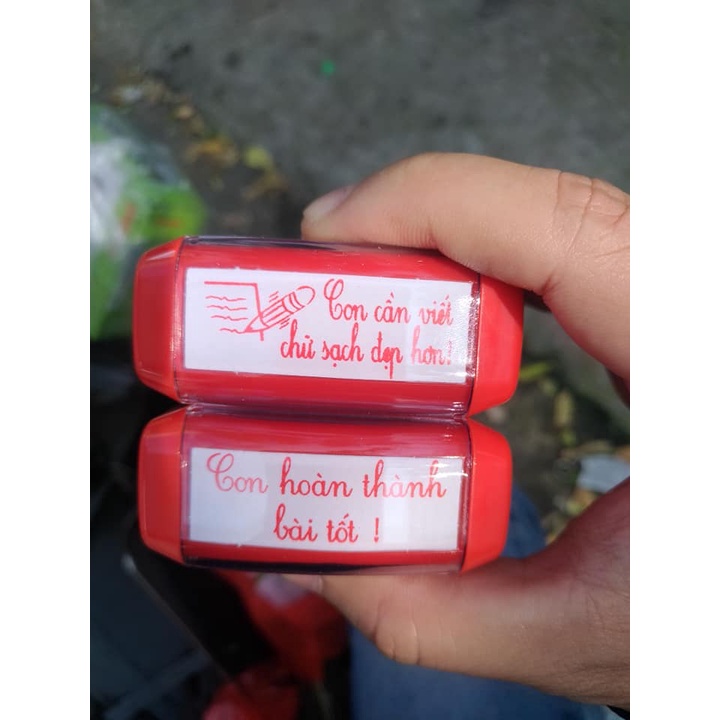 Con cần viết
chữ sạch đẹp hơn!
Con hoàn thành
bài tốt !